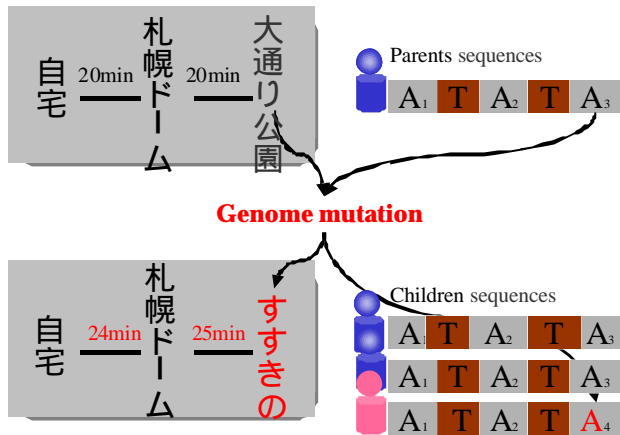 自宅
20min
札幌ドーム
20min
大通り公園
Parents sequences
A1 T A2 T A3
Genome mutation
自宅
24min
札幌ドーム
25min
すすきの
Children sequences
A1 T A2 T A3
A1 T A2 T A3
A1 T A2 T A4